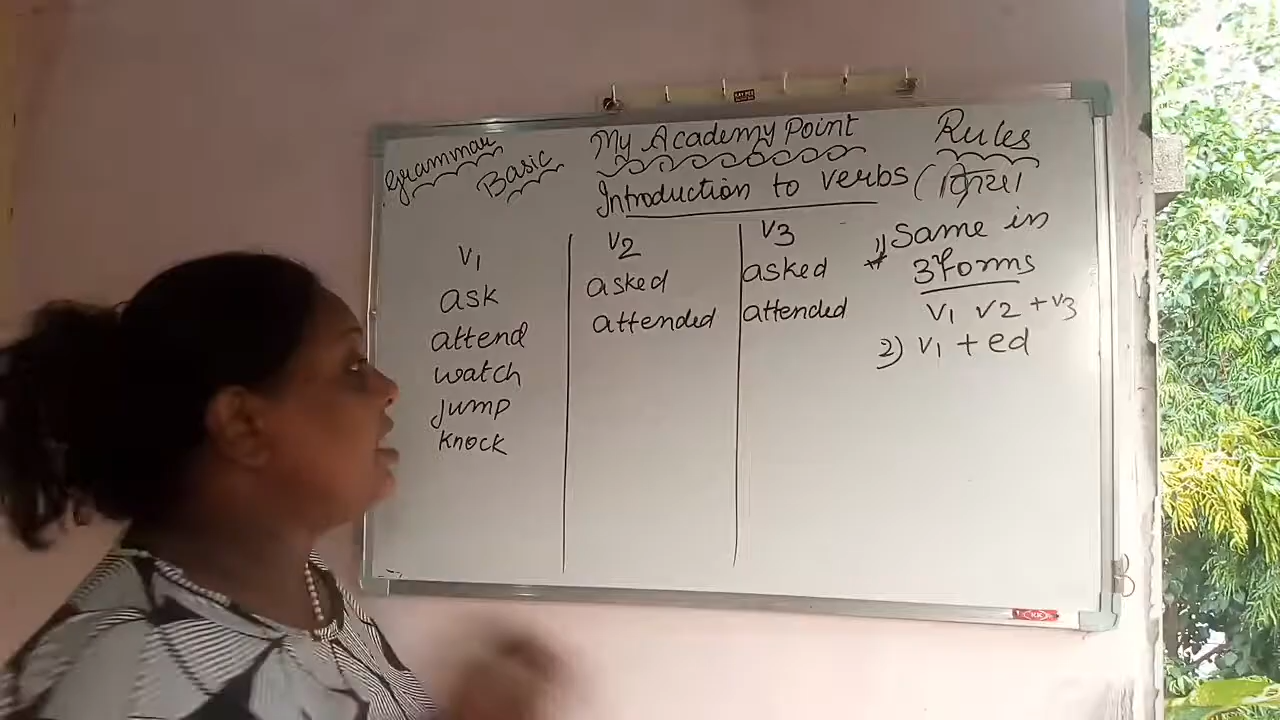 Grammar
Basic
My Academy Point
Introduction to verbs (क्रिया)
Rules
V1 V2 V3
ask asked asked
attend attended attended
watch
Jump
Knock
1) Same in
3 forms
V1 V2 + V3
2) V1 + ed